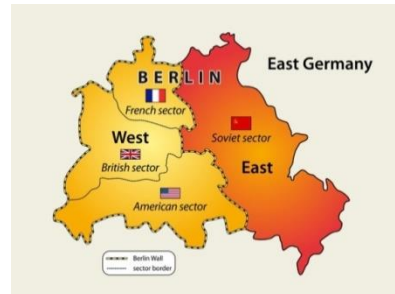 BERLIN
East Germany
French sector
West
British sector
Soviet sector
East
American sector
Berlin Wall
sector border